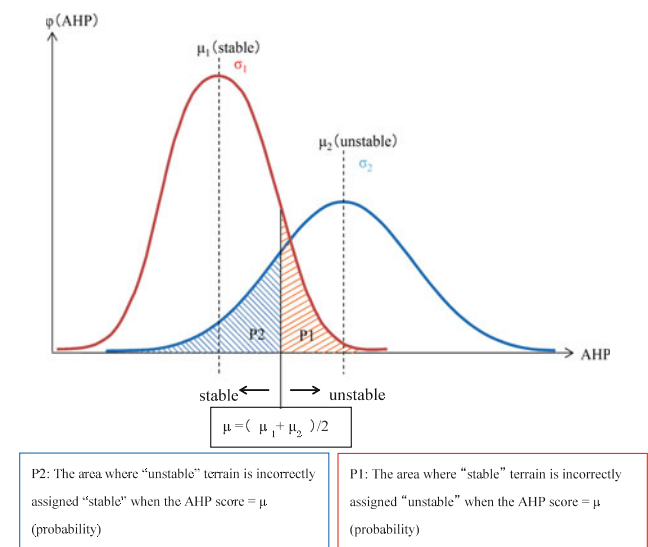 φ(AHP)
μ₁(stable)
σ₁
μ₂(unstable)
σ₂
P2
P1
AHP
stable
unstable
μ =( μ ₁+ μ ₂ )/2
P2: The area where “unstable” terrain is incorrectly
assigned “stable” when the AHP score = μ
(probability)
P1: The area where “stable” terrain is incorrectly
assigned “unstable” when the AHP score = μ
(probability)